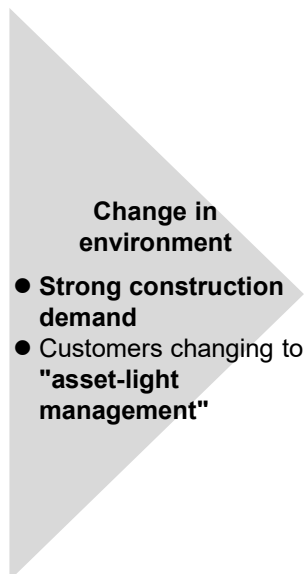 Change in
environment
● Strong construction
demand
● Customers changing to
"asset-light
management"